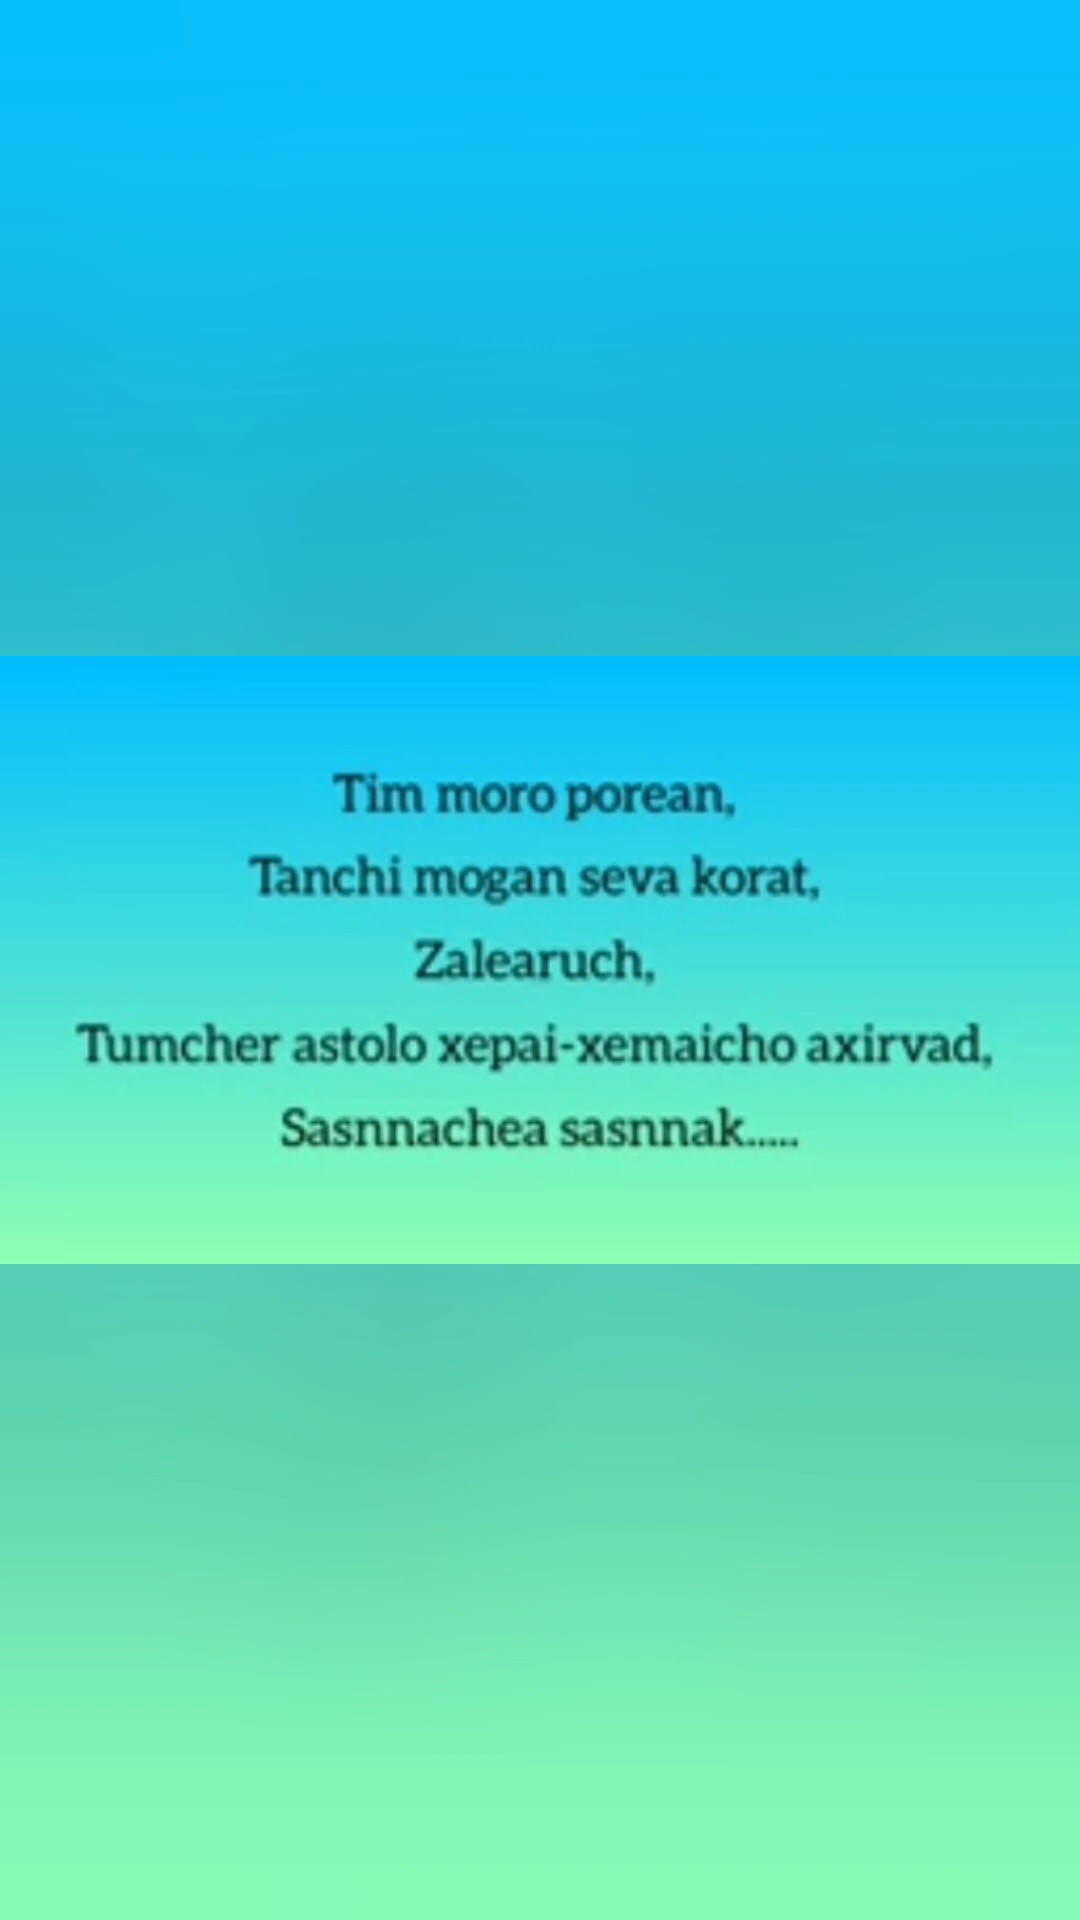 Tim moro porean,
Tanchi mogan seva korat,
Zalearuch,
Tumcher astolo xepai-xemaicho axirvad,
Sasnnachea sasnnak.....